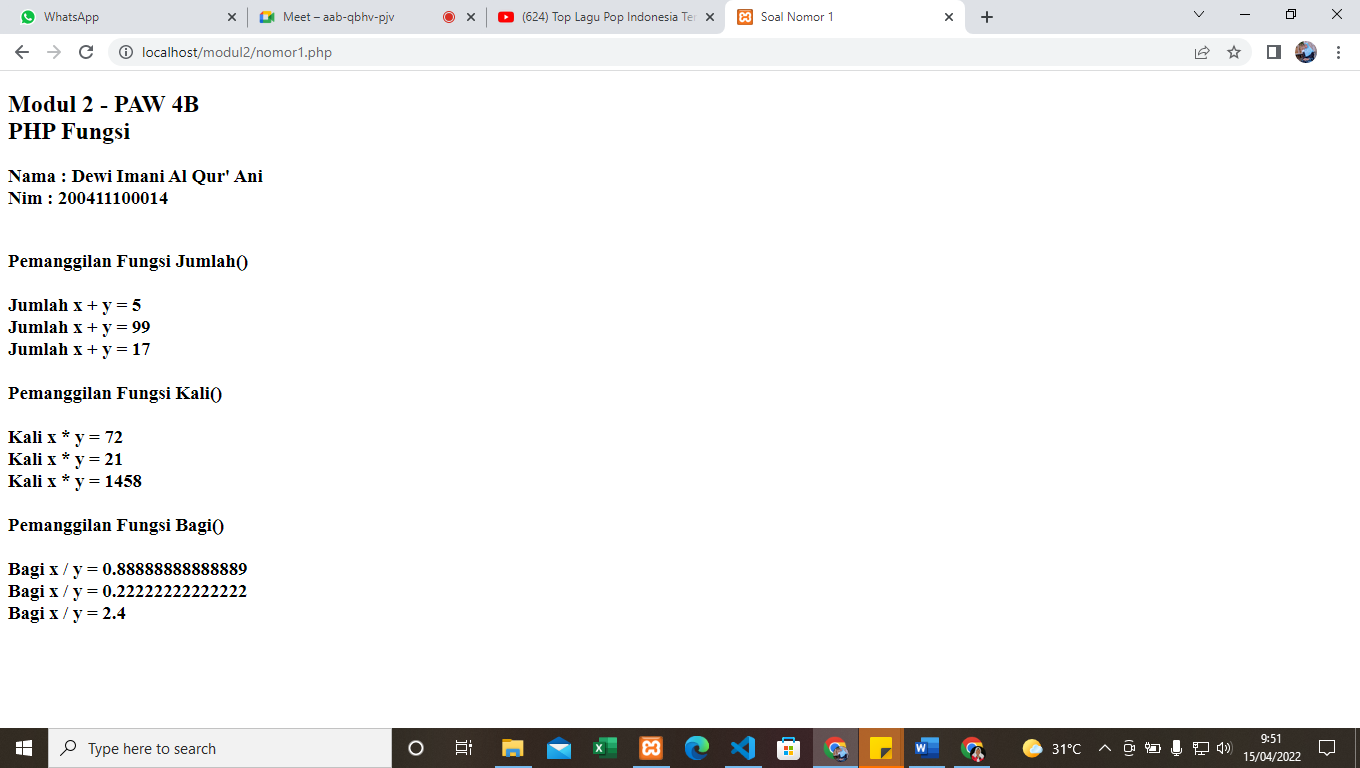 WhatsApp
Meet – aab-qbhv-pjv
(624) Top Lagu Pop Indonesia Ter
Soal Nomor 1
localhost/modul2/nomor1.php
Modul 2 - PAW 4B
PHP Fungsi
Nama : Dewi Imani Al Qur' Ani
Nim : 200411100014
Pemanggilan Fungsi Jumlah()
Jumlah x + y = 5
Jumlah x + y = 99
Jumlah x + y = 17
Pemanggilan Fungsi Kali()
Kali x * y = 72
Kali x * y = 21
Kali x * y = 1458
Pemanggilan Fungsi Bagi()
Bagi x / y = 0.88888888888889
Bagi x / y = 0.22222222222222
Bagi x / y = 2.4
Type here to search
31°C
9:51
15/04/2022